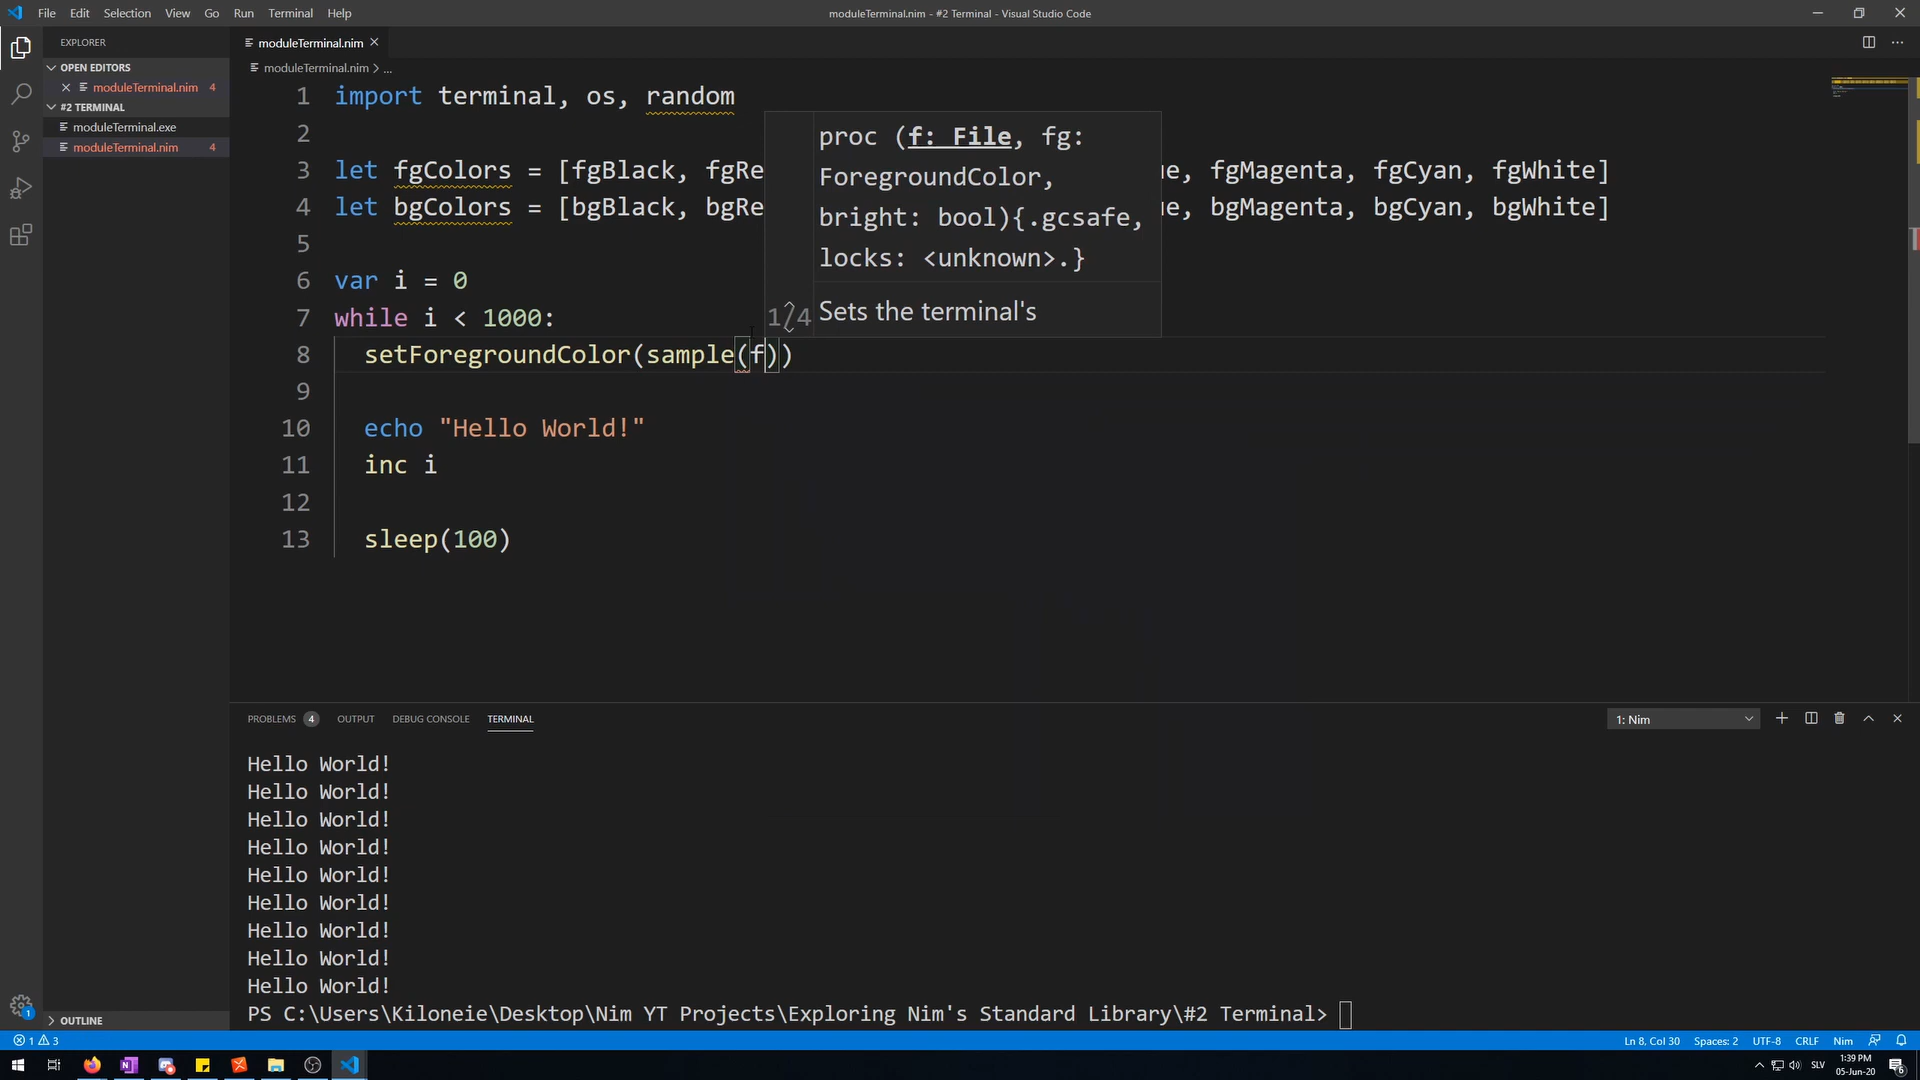 File Edit Selection View Go Run Terminal Help
moduleTerminal.nim - #2 Terminal - Visual Studio Code
EXPLORER
OPEN EDITORS
moduleTerminal.nim 4
#2 TERMINAL
moduleTerminal.exe
moduleTerminal.nim 4
OUTLINE
moduleTerminal.nim
moduleTerminal.nim > ...
1 import terminal, os, random
2
3 let fgColors = [fgBlack, fgRe ue, fgMagenta, fgCyan, fgWhite]
4 let bgColors = [bgBlack, bgRe ue, bgMagenta, bgCyan, bgWhite]
5
6 var i = 0
7 while i < 1000:
8 setForegroundColor(sample(f))
9
10 echo "Hello World!"
11 inc i
12
13 sleep(100)
proc (f: File, fg:
ForegroundColor,
bright: bool){.gcsafe,
locks: <unknown>.}
1/4 Sets the terminal's
PROBLEMS 4 OUTPUT DEBUG CONSOLE TERMINAL
1: Nim
Hello World!
Hello World!
Hello World!
Hello World!
Hello World!
Hello World!
Hello World!
Hello World!
Hello World!
PS C:\Users\Kiloneie\Desktop\Nim YT Projects\Exploring Nim's Standard Library\#2 Terminal>
1
1 3
Ln 8, Col 30 Spaces: 2 UTF-8 CRLF Nim
SLV
1:39 PM
05-Jun-20
6